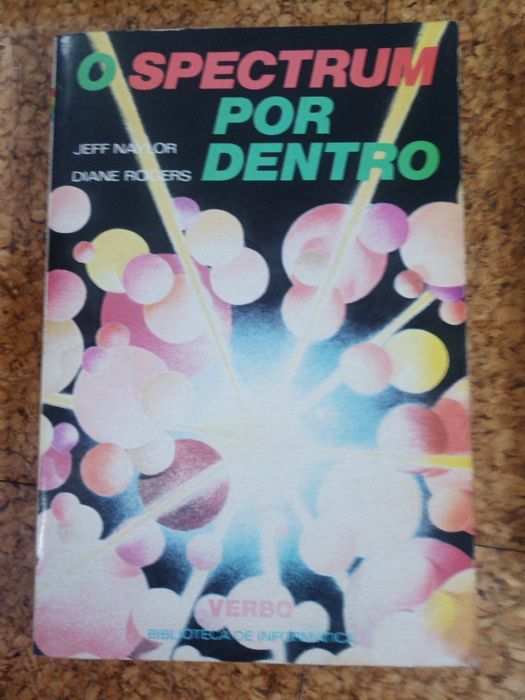 O SPECTRUM
POR
DENTRO
JEFF NAYLOR
DIANE ROGERS
VERBO
BIBLIOTECA DE INFORMÁTICA